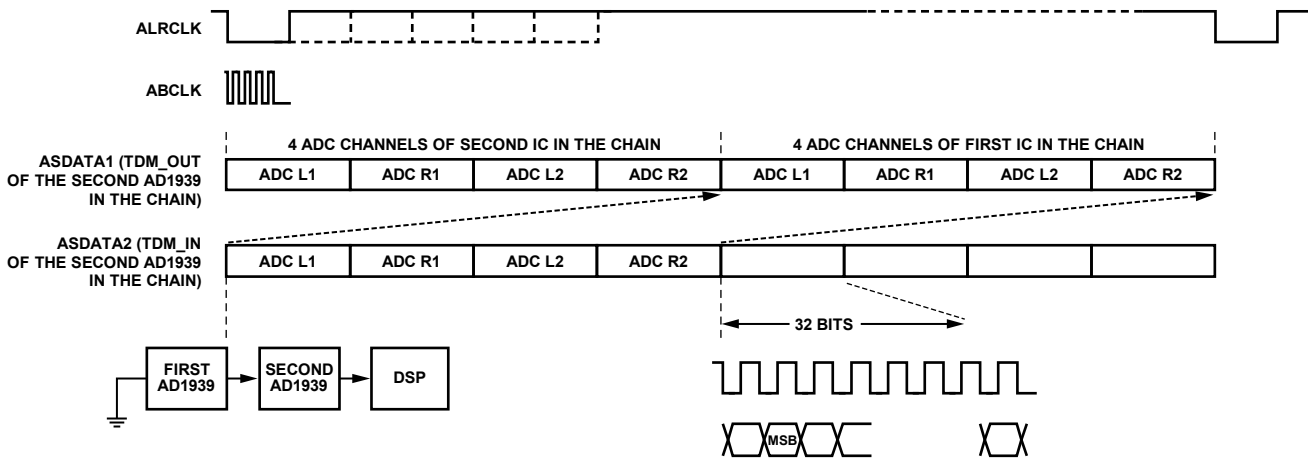 ALRCLK
ABCLK
4 ADC CHANNELS OF SECOND IC IN THE CHAIN
4 ADC CHANNELS OF FIRST IC IN THE CHAIN
ASDATA1 (TDM_OUT
OF THE SECOND AD1939
IN THE CHAIN)
ADC L1
ADC R1
ADC L2
ADC R2
ADC L1
ADC R1
ADC L2
ADC R2
ASDATA2 (TDM_IN
OF THE SECOND AD1939
IN THE CHAIN)
ADC L1
ADC R1
ADC L2
ADC R2
32 BITS
FIRST
AD1939
SECOND
AD1939
DSP
MSB